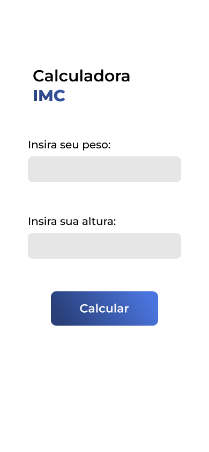 Calculadora
IMC
Insira seu peso:
Insira sua altura:
Calcular